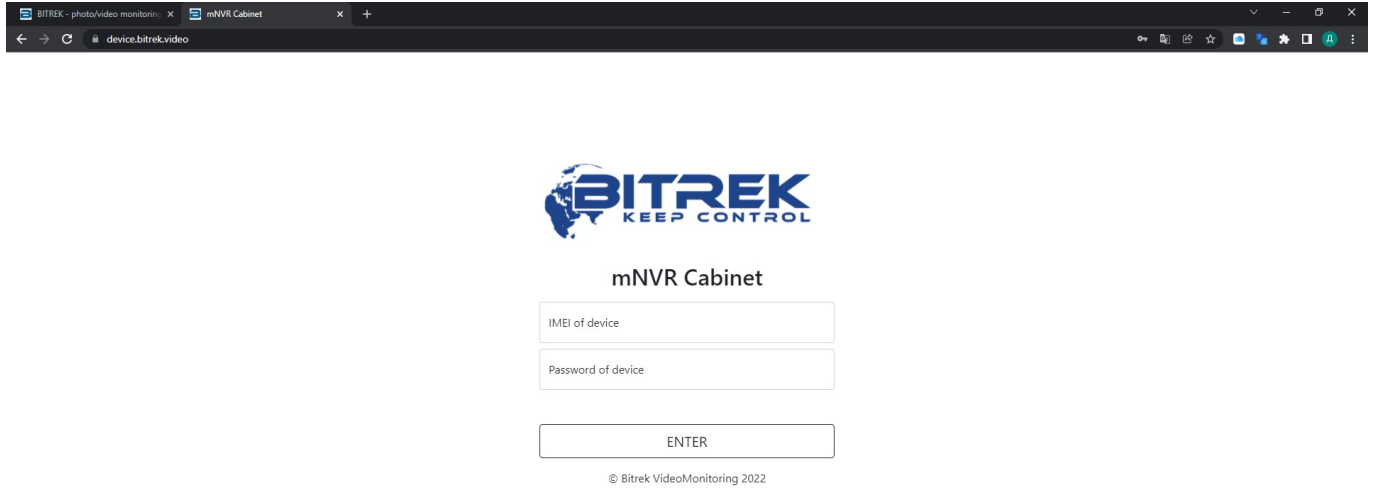 BITREK - photo/video monitoring
mNVR Cabinet
device.bitrek.video
Д
BITREK
KEEP CONTROL
mNVR Cabinet
IMEI of device
Password of device
ENTER
© Bitrek VideoMonitoring 2022